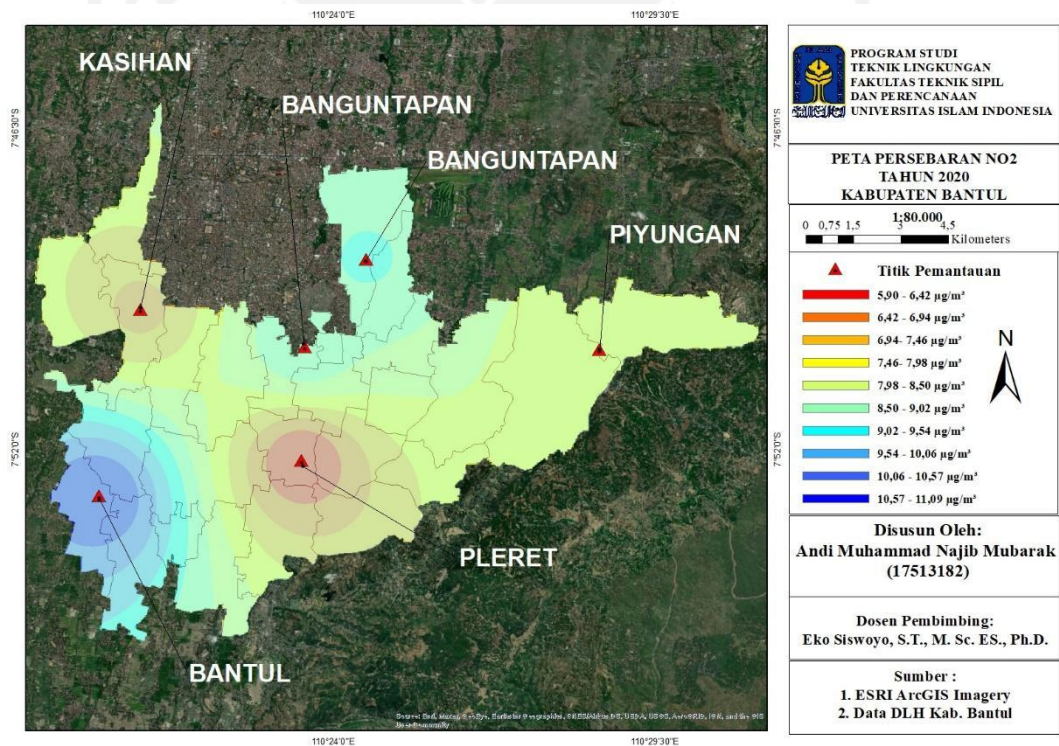 110°24'0"E
110°29'30"E
KASIHAN
BANGUNTAPAN
BANGUNTAPAN
PIYUNGAN
7°46'30"S
7°46'30"S
7°52'0"S
7°52'0"S
PLERET
BANTUL
110°24'0"E
110°29'30"E
PROGRAM STUDI
TEKNIK LINGKUNGAN
FAKULTAS TEKNIK SIPIL
DAN PERENCANAAN
UNIVERSITAS ISLAM INDONESIA
PETA PERSEBARAN NO2
TAHUN 2020
KABUPATEN BANTUL
1:80.000
0 0,75 1,5 3 4,5
Kilometers
Titik Pemantauan
5,90 - 6,42 µg/m³
6,42 - 6,94 µg/m³
6,94- 7,46 µg/m³
7,46- 7,98 µg/m³
7,98 - 8,50 µg/m³
8,50 - 9,02 µg/m³
9,02 - 9,54 µg/m³
9,54 - 10,06 µg/m³
10,06 - 10,57 µg/m³
10,57 - 11,09 µg/m³
N
Disusun Oleh:
Andi Muhammad Najib Mubarak
(17513182)
Dosen Pembimbing:
Eko Siswoyo, S.T., M. Sc. ES., Ph.D.
Sumber :
1. ESRI ArcGIS Imagery
2. Data DLH Kab. Bantul